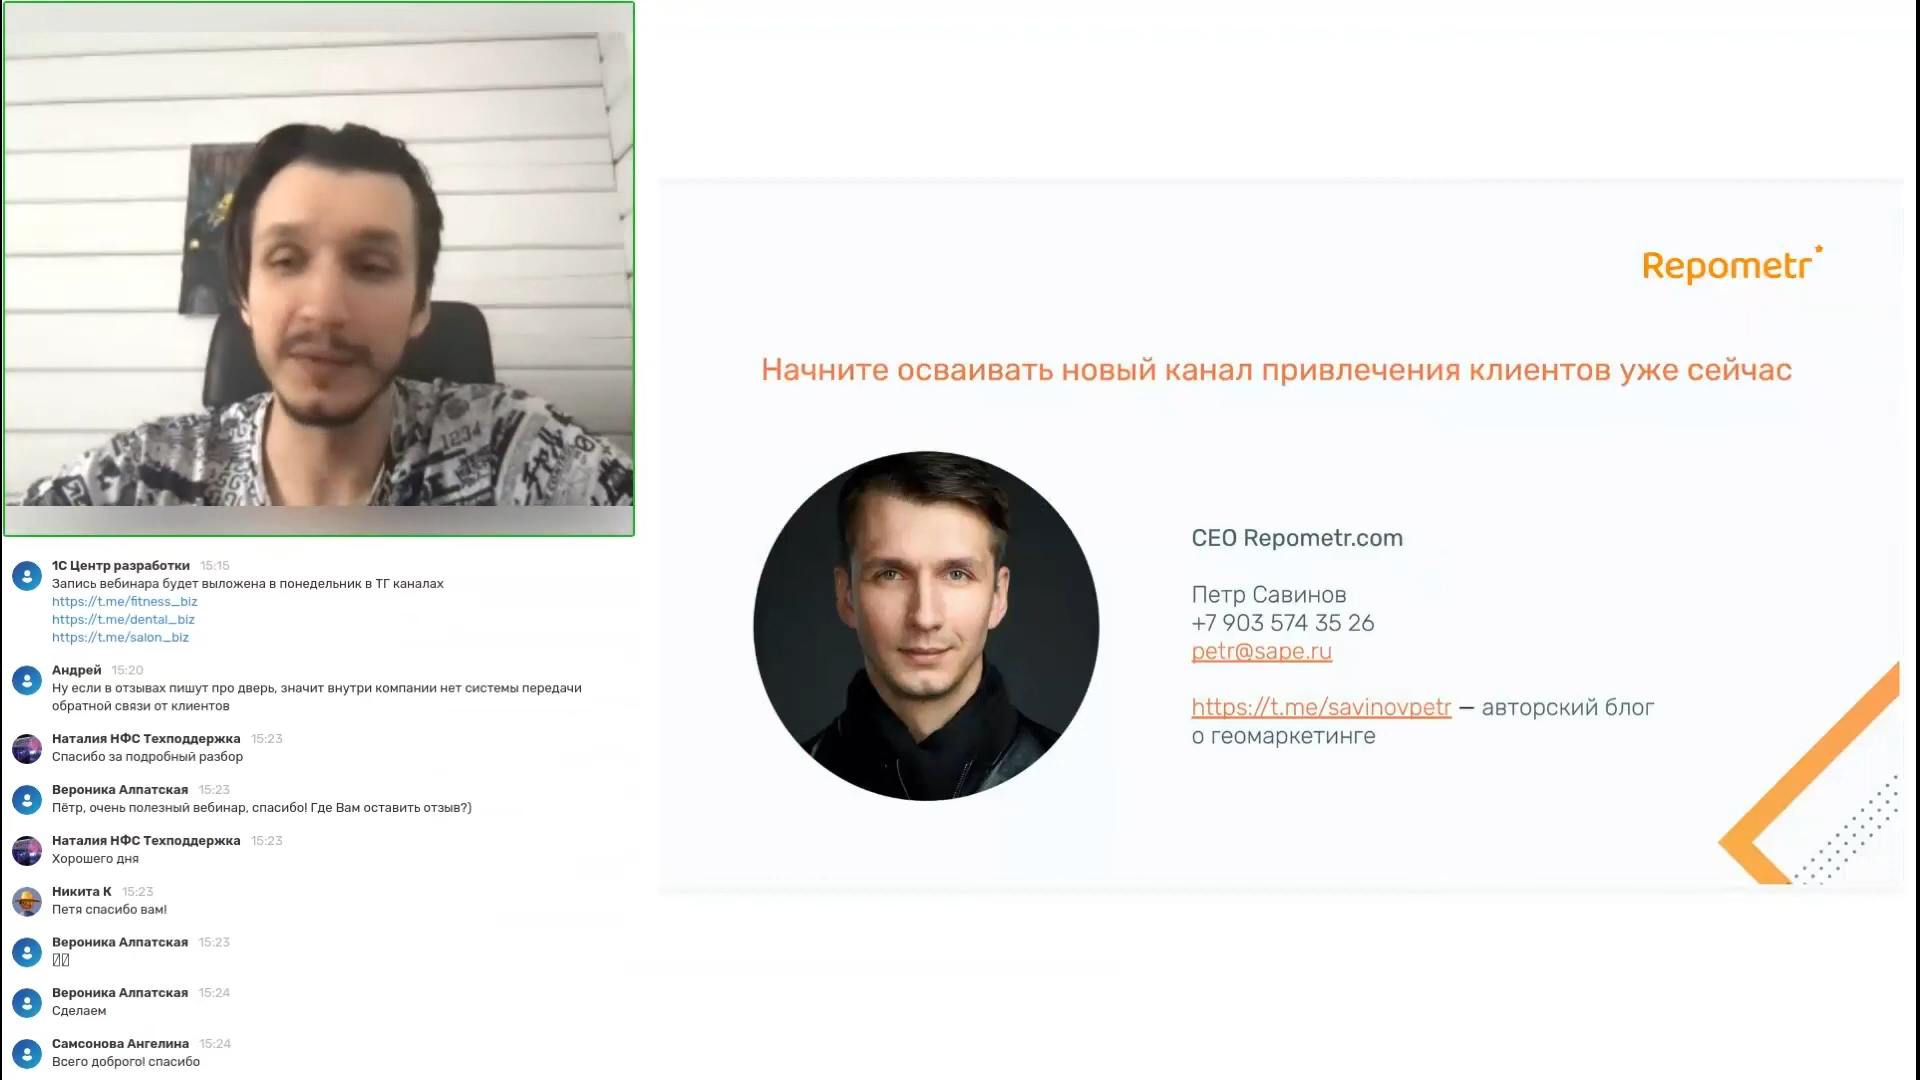 1234
1С Центр разработки 15:15
Запись вебинара будет выложена в понедельник в ТГ каналах
https://t.me/fitness_biz
https://t.me/dental_biz
https://t.me/salon_biz
Андрей 15:20
Ну если в отзывах пишут про дверь, значит внутри компании нет системы передачи
обратной связи от клиентов
Наталия НФС Техподдержка 15:23
Спасибо за подробный разбор
Вероника Алпатская 15:23
Пётр, очень полезный вебинар, спасибо! Где Вам оставить отзыв?)
Наталия НФС Техподдержка 15:23
Хорошего дня
Никита К 15:23
Петя спасибо вам!
Вероника Алпатская 15:23
Вероника Алпатская 15:24
Сделаем
Самсонова Ангелина 15:24
Всего доброго! спасибо
Repometr
Начните осваивать новый канал привлечения клиентов уже сейчас
CEO Repometr.com
Петр Савинов
+7 903 574 35 26
petr@sape.ru
https://t.me/savinovpetr — авторский блог
о геомаркетинге